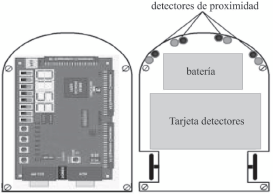 detectores de proximidad
batería
Tarjeta detectores